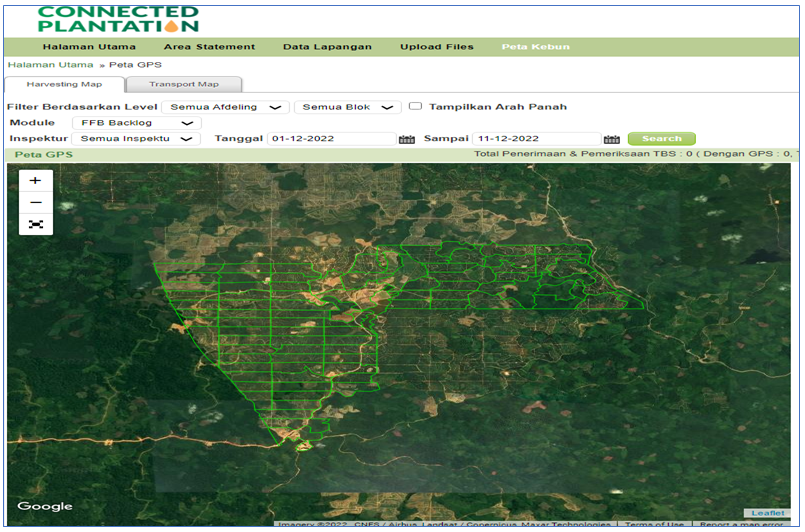 CONNECTED
PLANTATION
Halaman Utama Area Statement Data Lapangan Upload Files Peta Kebun
Halaman Utama » Peta GPS
Harvesting Map Transport Map
Filter Berdasarkan Level Semua Afdeling Semua Blok Tampilkan Arah Panah
Module FFB Backlog
Inspektur Semua Inspektu Tanggal 01-12-2022 Sampai 11-12-2022 Search
Peta GPS Total Penerimaan & Pemeriksaan TBS : 0 ( Dengan GPS : 0, T
+
−
Google
Leaflet
Imagery ©2022 , CNES / Airbus, Landsat / Copernicus, Maxar Technologies Terms of Use Report a map error